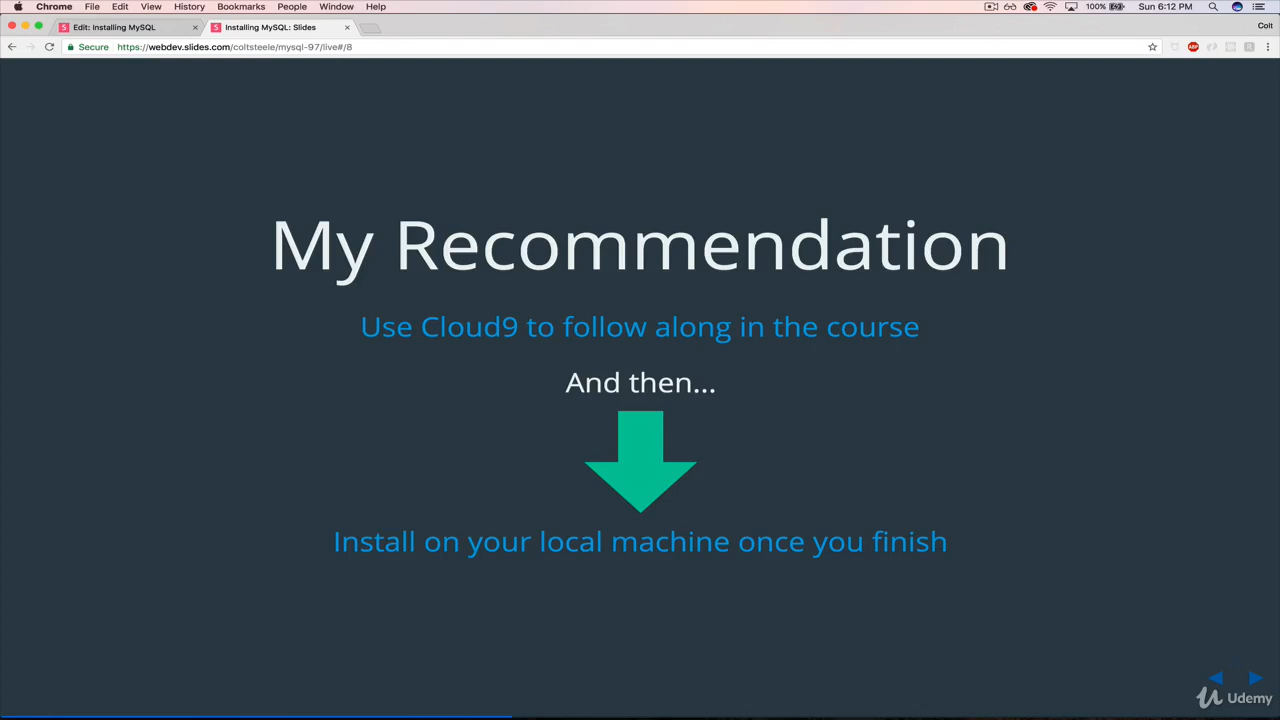 Chrome File Edit View History Bookmarks People Window Help 100% Sun 6:12 PM
Edit: Installing MySQL Installing MySQL: Slides Colt
Secure https://webdev.slides.com/coltsteele/mysql-97/live#/8
ABP
My Recommendation
Use Cloud9 to follow along in the course
And then...
Install on your local machine once you finish
Udemy